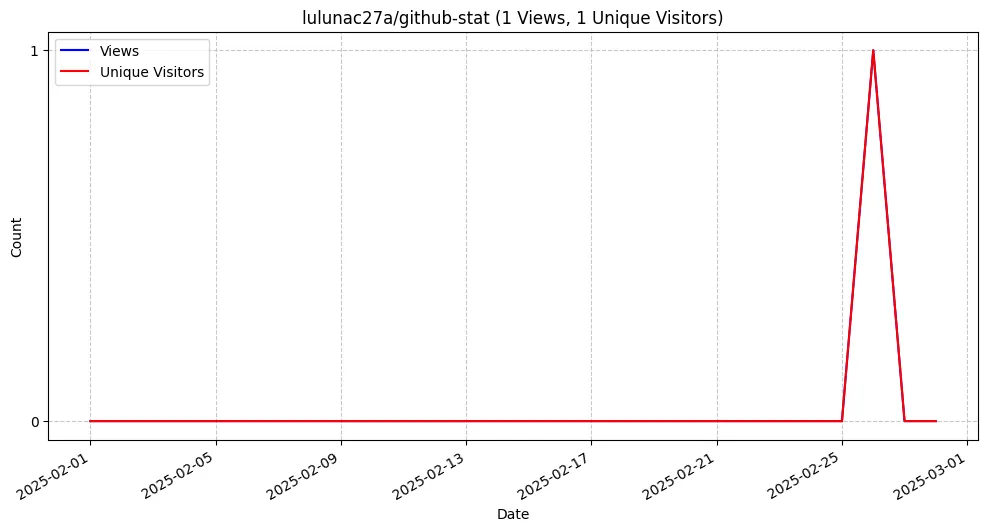 lulunac27a/github-stat (1 Views, 1 Unique Visitors)
Views
Unique Visitors
1
0
Count
2025-02-01
2025-02-05
2025-02-09
2025-02-13
2025-02-17
2025-02-21
2025-02-25
2025-03-01
Date